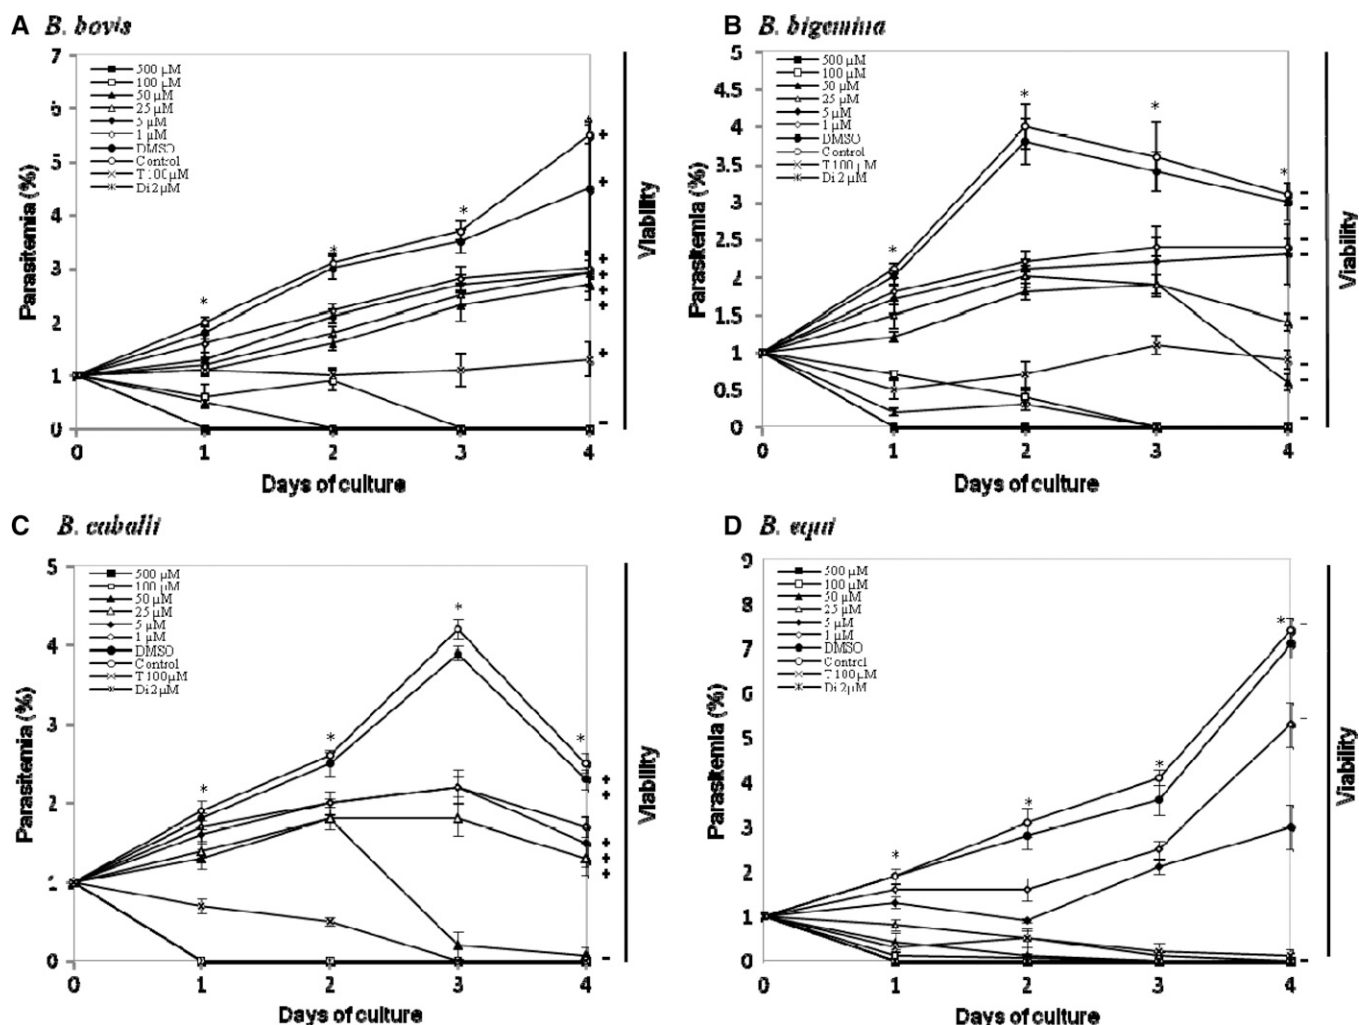 A B. bovis
7
6
5
4
3
2
1
0
Parasitemia (%)
500 µM
100 µM
50 µM
25 µM
5 µM
1 µM
DMSO
Control
T 100 µM
Di 2 µM
+
+
+
+
+
+
+
-
Viability
0 1 2 3 4
Days of culture
B B. bigemina
5
4.5
4
3.5
3
2.5
2
1.5
1
0.5
0
Parasitemia (%)
500 µM
100 µM
50 µM
25 µM
5 µM
1 µM
DMSO
Control
T 100 µM
Di 2 µM
-
-
-
-
-
-
-
-
Viability
0 1 2 3 4
Days of culture
C B. caballi
5
4
3
2
1
0
Parasitemia (%)
500 µM
100 µM
50 µM
25 µM
5 µM
1 µM
DMSO
Control
T 100 µM
Di 2 µM
+
+
+
+
+
-
Viability
0 1 2 3 4
Days of culture
D B. equi
9
8
7
6
5
4
3
2
1
0
Parasitemia (%)
500 µM
100 µM
50 µM
25 µM
5 µM
1 µM
DMSO
Control
T 100 µM
Di 2 µM
-
-
-
Viability
0 1 2 3 4
Days of culture